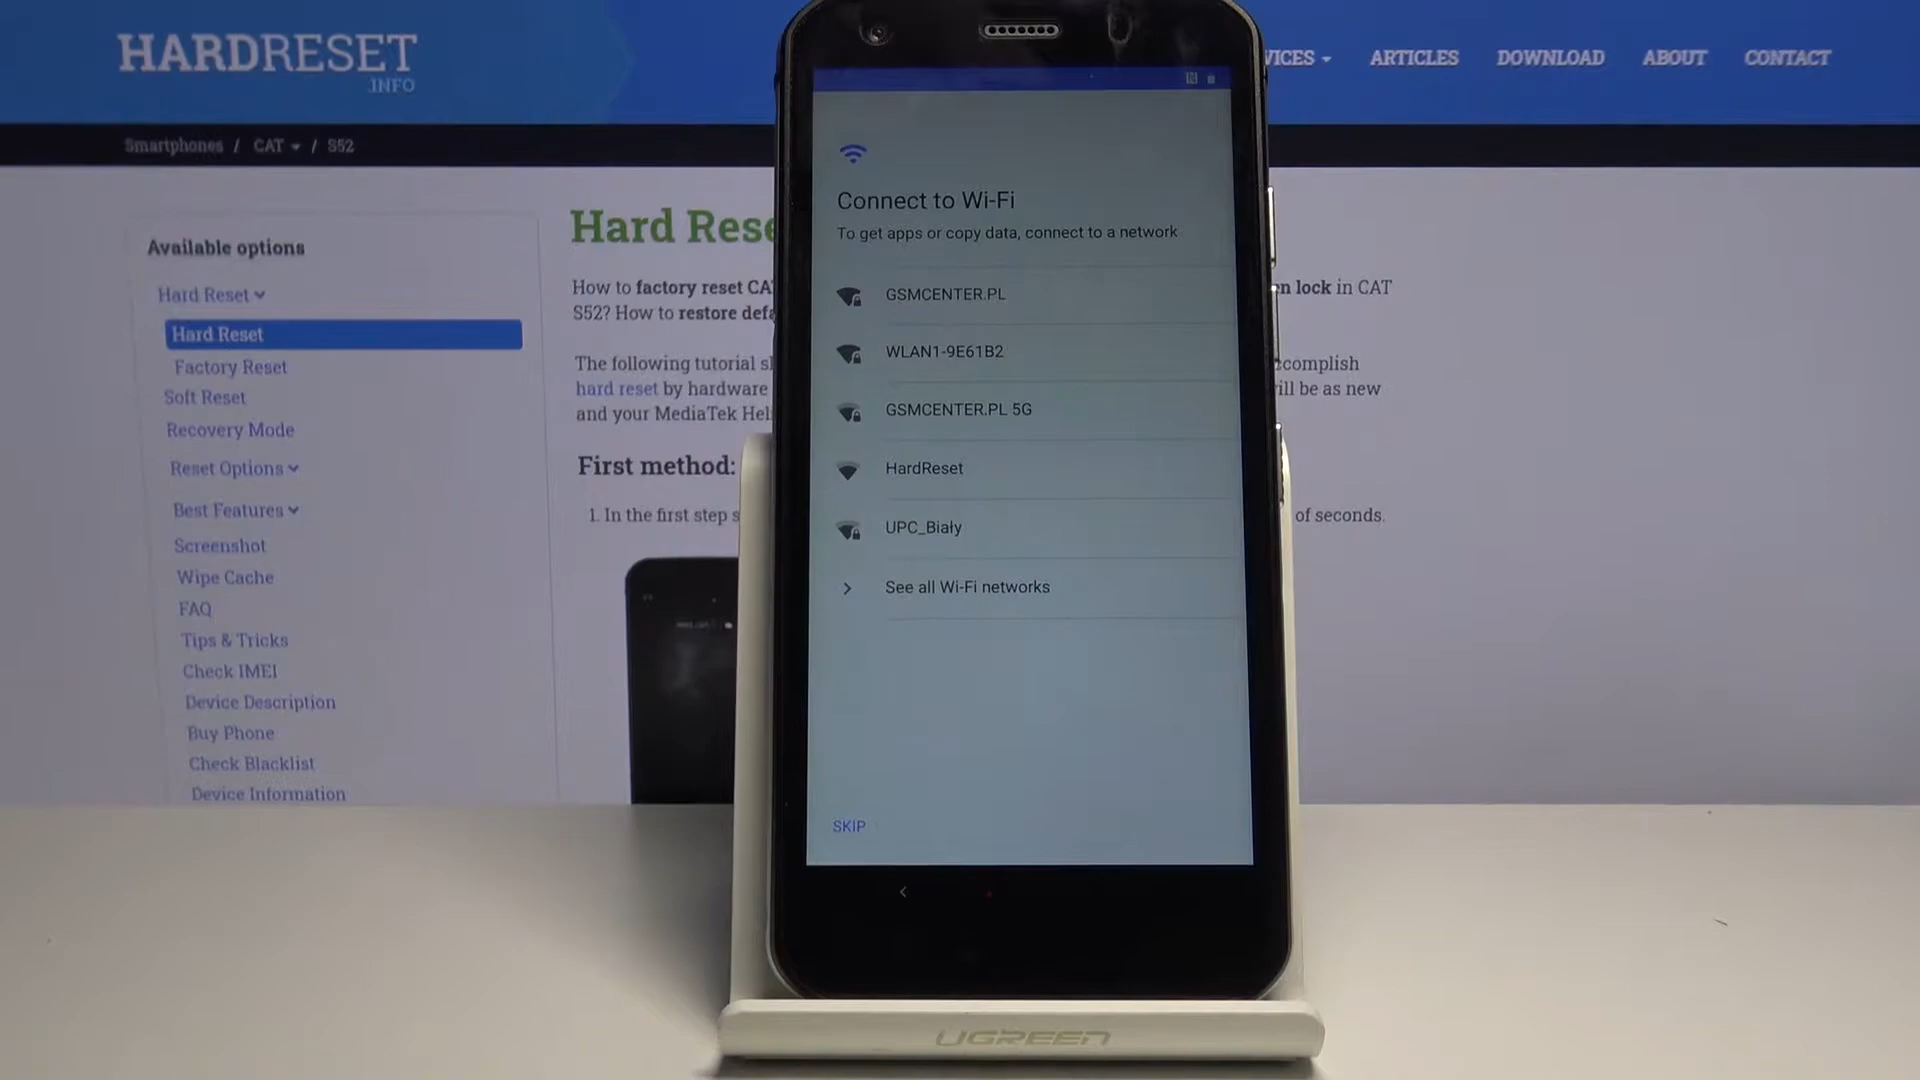 HARDRESET
.INFO
VICES
ARTICLES
DOWNLOAD
ABOUT
CONTACT
Smartphones / CAT / S52
Available options
Hard Reset
Hard Reset
Factory Reset
Soft Reset
Recovery Mode
Reset Options
Best Features
Screenshot
Wipe Cache
FAQ
Tips & Tricks
Check IMEI
Device Description
Buy Phone
Check Blacklist
Device Information
Hard Rese
How to factory reset CA
n lock in CAT
S52? How to restore defa
The following tutorial s
ccomplish
hard reset by hardware
ill be as new
and your MediaTek Hel
First method:
1. In the first step s
of seconds.
Connect to Wi-Fi
To get apps or copy data, connect to a network
GSMCENTER.PL
WLAN1-9E61B2
GSMCENTER.PL 5G
HardReset
UPC_Biały
See all Wi-Fi networks
SKIP
UGREEN